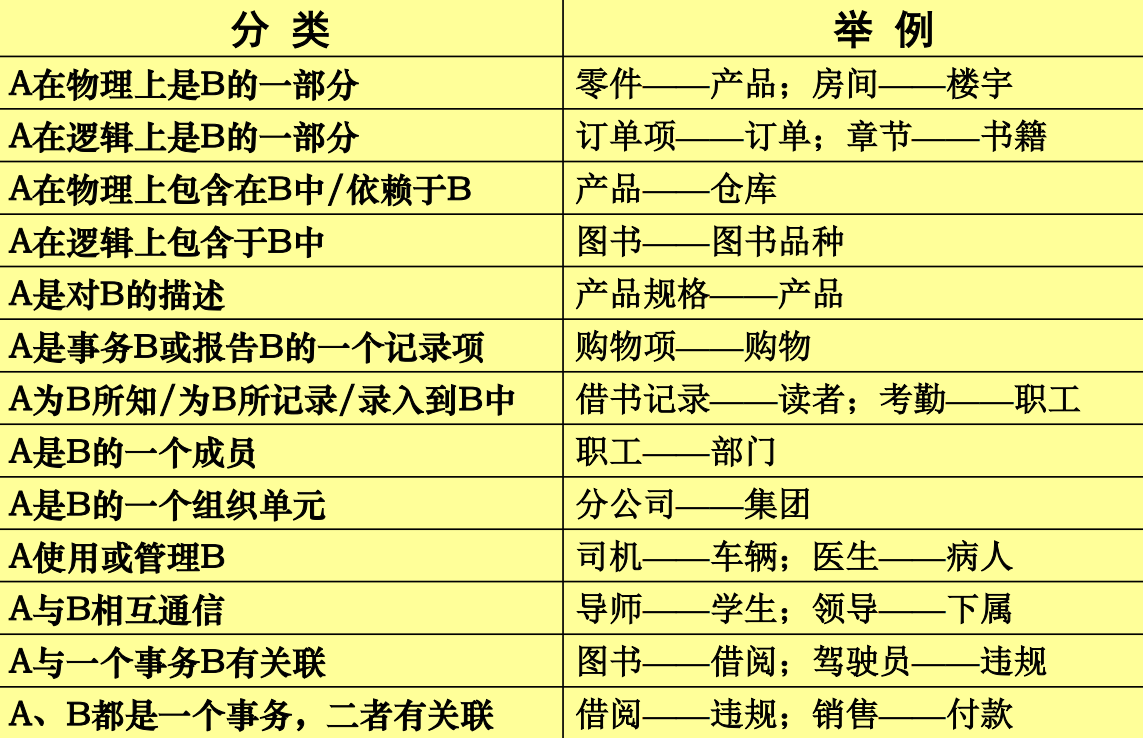 分 类 举 例
A在物理上是B的一部分 零件——产品；房间——楼宇
A在逻辑上是B的一部分 订单项——订单；章节——书籍
A在物理上包含在B中/依赖于B 产品——仓库
A在逻辑上包含于B中 图书——图书品种
A是对B的描述 产品规格——产品
A是事务B或报告B的一个记录项 购物项——购物
A为B所知/为B所记录/录入到B中 借书记录——读者；考勤——职工
A是B的一个成员 职工——部门
A是B的一个组织单元 分公司——集团
A使用或管理B 司机——车辆；医生——病人
A与B相互通信 导师——学生；领导——下属
A与一个事务B有关联 图书——借阅；驾驶员——违规
A、B都是一个事务，二者有关联 借阅——违规；销售——付款